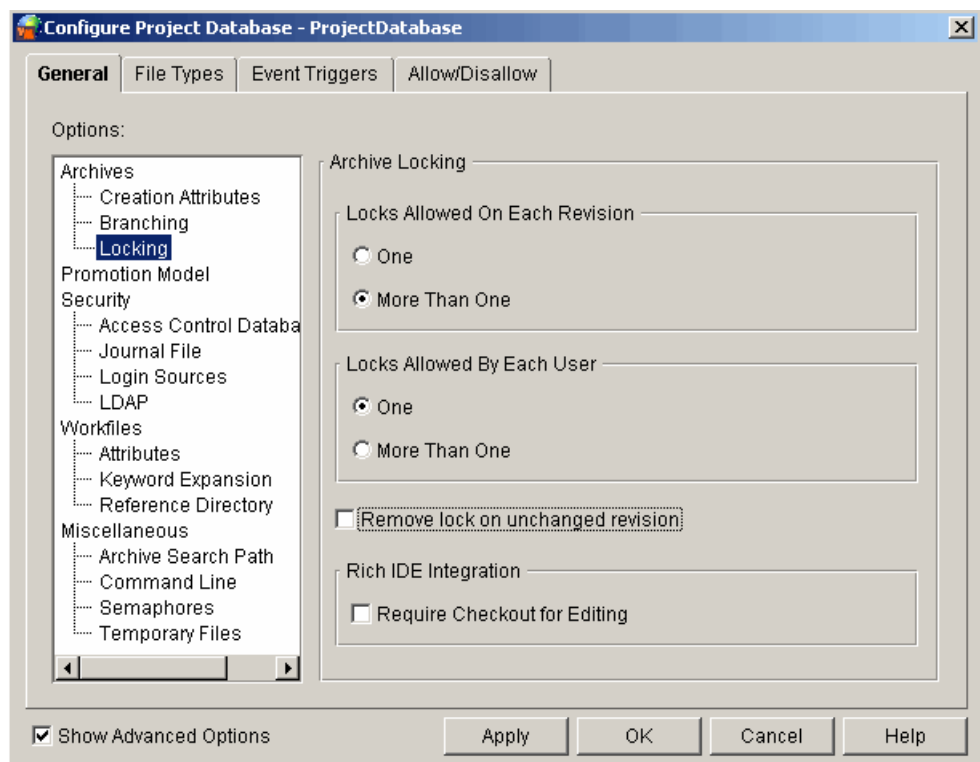 Configure Project Database - ProjectDatabase
General
File Types
Event Triggers
Allow/Disallow
Options:
Archives
Creation Attributes
Branching
Locking
Promotion Model
Security
Access Control Databa
Journal File
Login Sources
LDAP
Workfiles
Attributes
Keyword Expansion
Reference Directory
Miscellaneous
Archive Search Path
Command Line
Semaphores
Temporary Files
Archive Locking
Locks Allowed On Each Revision
One
More Than One
Locks Allowed By Each User
One
More Than One
Remove lock on unchanged revision
Rich IDE Integration
Require Checkout for Editing
Show Advanced Options
Apply
OK
Cancel
Help